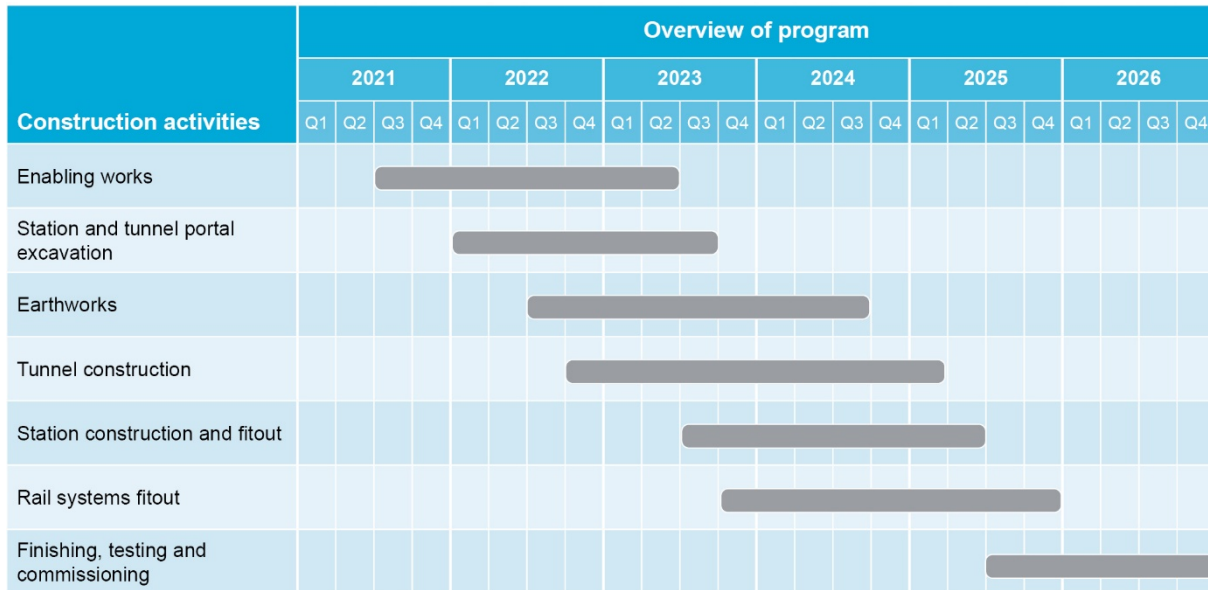 Overview of program
2021 2022 2023 2024 2025 2026
Construction activities Q1 Q2 Q3 Q4 Q1 Q2 Q3 Q4 Q1 Q2 Q3 Q4 Q1 Q2 Q3 Q4 Q1 Q2 Q3 Q4 Q1 Q2 Q3 Q4
Enabling works
Station and tunnel portal
excavation
Earthworks
Tunnel construction
Station construction and fitout
Rail systems fitout
Finishing, testing and
commissioning